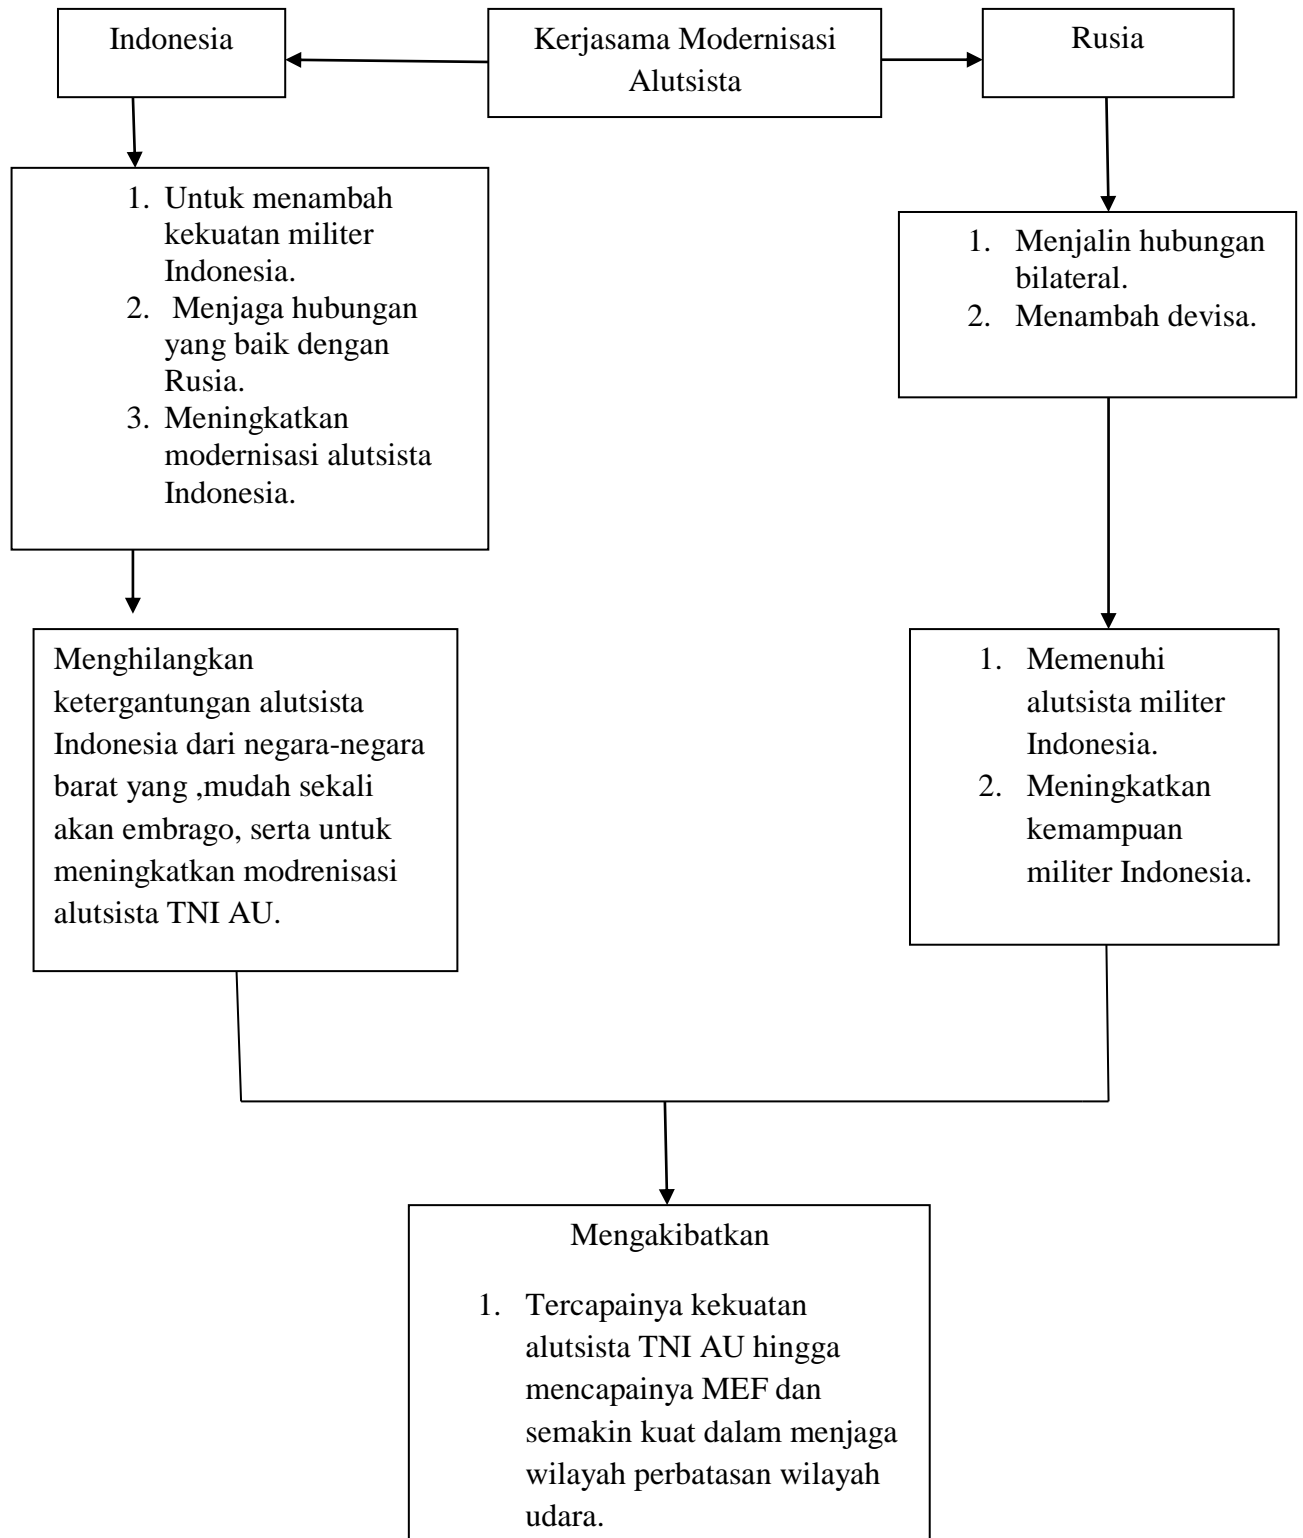 Indonesia
Kerjasama Modernisasi
Alutsista
Rusia
1. Untuk menambah
kekuatan militer
Indonesia.
2. Menjaga hubungan
yang baik dengan
Rusia.
3. Meningkatkan
modernisasi alutsista
Indonesia.
1. Menjalin hubungan
bilateral.
2. Menambah devisa.
Menghilangkan
ketergantungan alutsista
Indonesia dari negara-negara
barat yang ,mudah sekali
akan embrago, serta untuk
meningkatkan modrenisasi
alutsista TNI AU.
1. Memenuhi
alutsista militer
Indonesia.
2. Meningkatkan
kemampuan
militer Indonesia.
Mengakibatkan
1. Tercapainya kekuatan
alutsista TNI AU hingga
mencapainya MEF dan
semakin kuat dalam menjaga
wilayah perbatasan wilayah
udara.